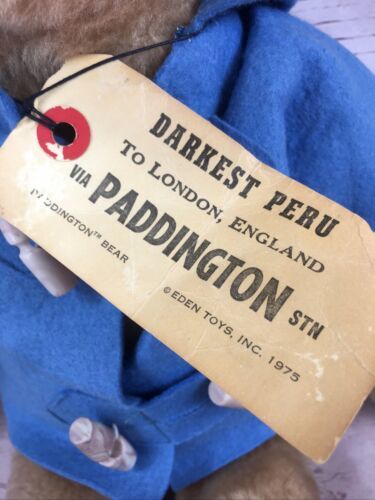 DARKEST PERU
TO LONDON, ENGLAND
VIA PADDINGTON STN
PADDINGTON™ BEAR
© EDEN TOYS, INC. 1975